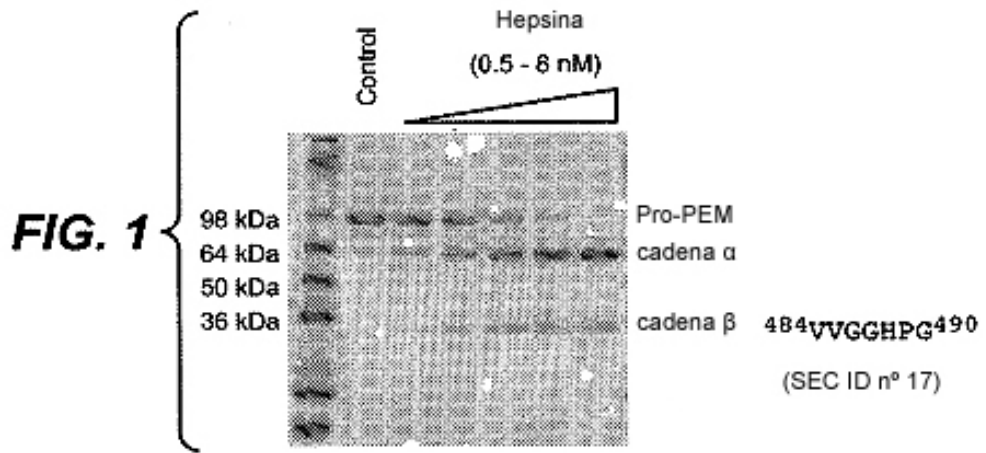 Hepsina
(0.5 - 8 nM)
Control
FIG. 1
98 kDa
64 kDa
50 kDa
36 kDa
Pro-PEM
cadena α
cadena β
484VVGGHPG490
(SEC ID nº 17)